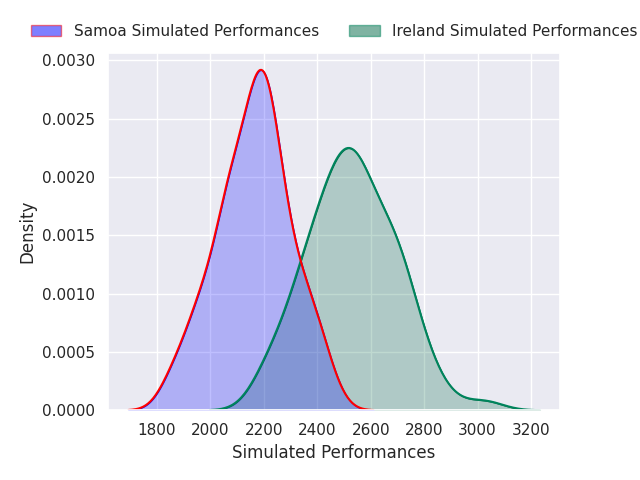 Samoa Simulated Performances Ireland Simulated Performances
0.0030
0.0025
0.0020
0.0015
0.0010
0.0005
0.0000
Density
1800 2000 2200 2400 2600 2800 3000 3200
Simulated Performances